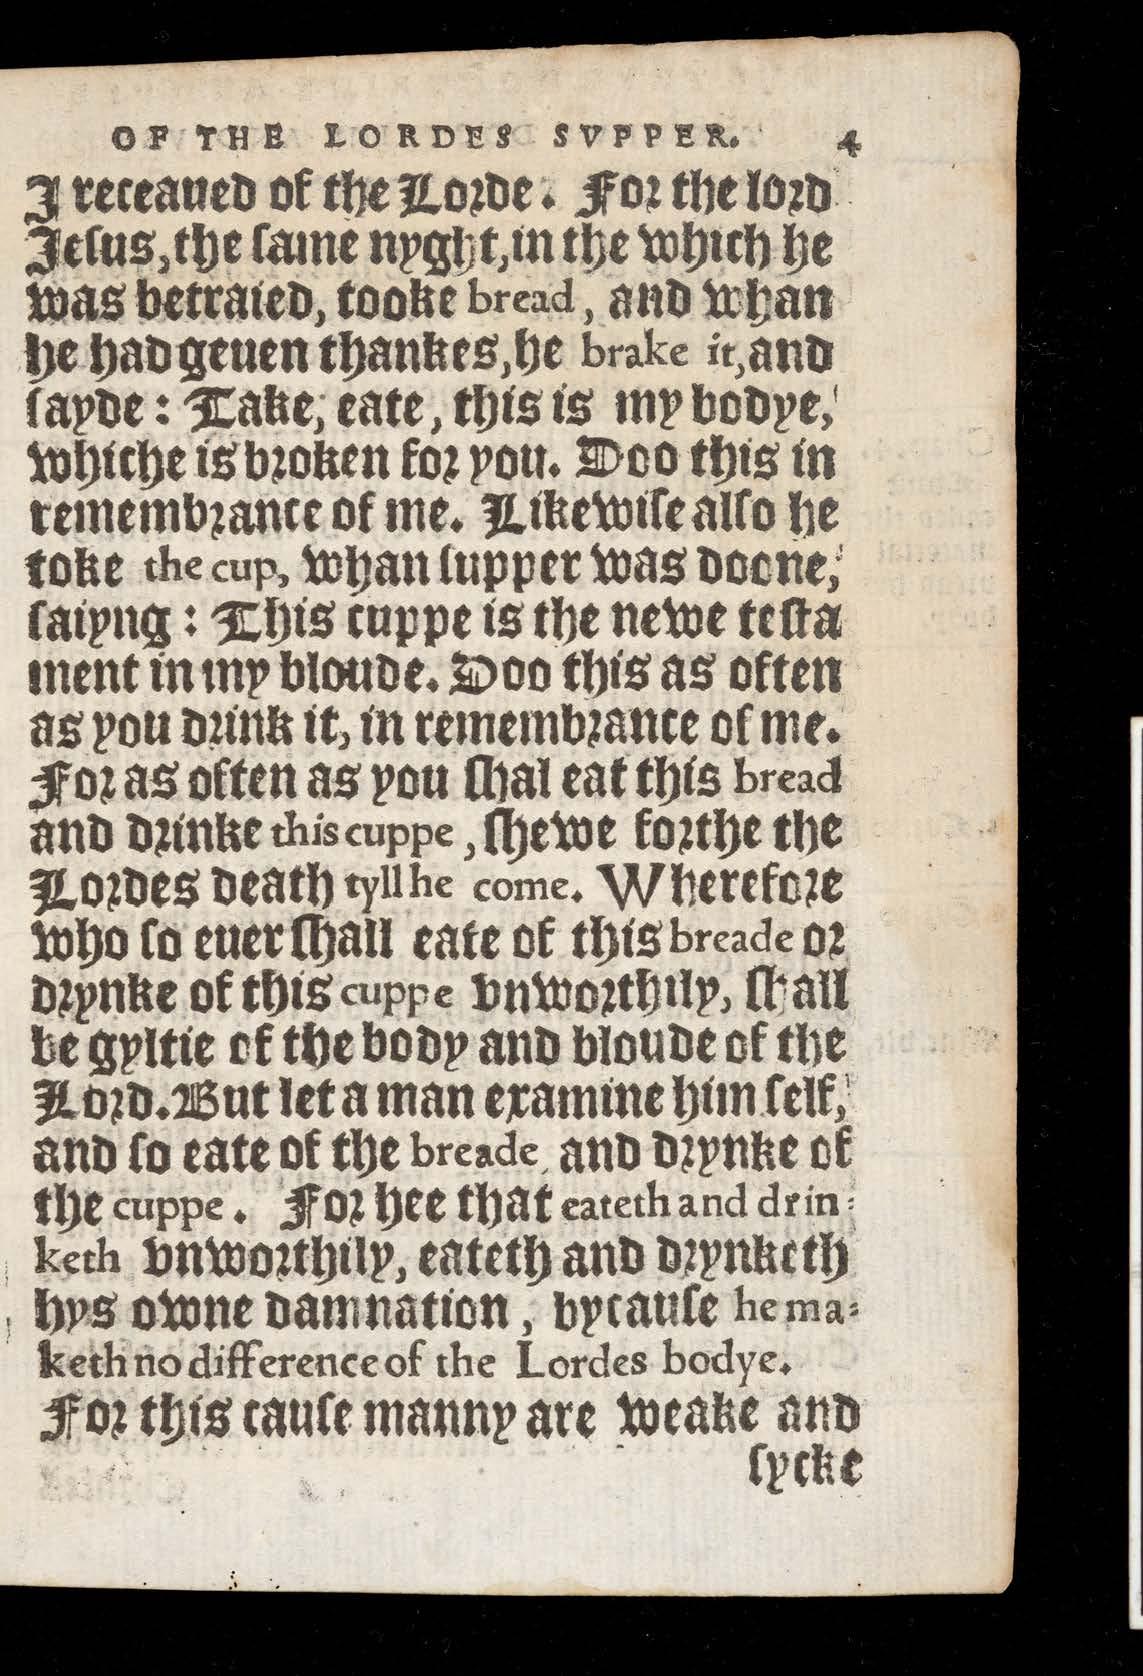 OF THE LORDES SVPPER. 4
I receaued of the Lorde. For the lord
Jesus, the same nyght, in the which he
was betraied, tooke bread, and whan
he had geuen thankes, he brake it, and
sayde: Take, eate, this is my bodye,
whiche is broken for you. Doo this in
remembrance of me. Likewise also he
toke the cup, whan supper was doone,
saiyng: This cuppe is the newe testa
ment in my bloude. Doo this as often
as you drink it, in remembrance of me.
For as often as you shal eat this bread
and drinke this cuppe, shewe forthe the
Lordes death tyll he come. Wherefore
who so euer shall eate of this breade or
drynke of this cuppe vnworthily, shall
be gyltie of the body and bloude of the
Lord. But let a man examine him self,
and so eate of the breade and drynke of
the cuppe. For hee that eateth and drin-
keth vnworthily, eateth and drynketh
hys owne damnation, bycause he ma-
keth no difference of the Lordes bodye.
For this cause manny are weake and
sycke